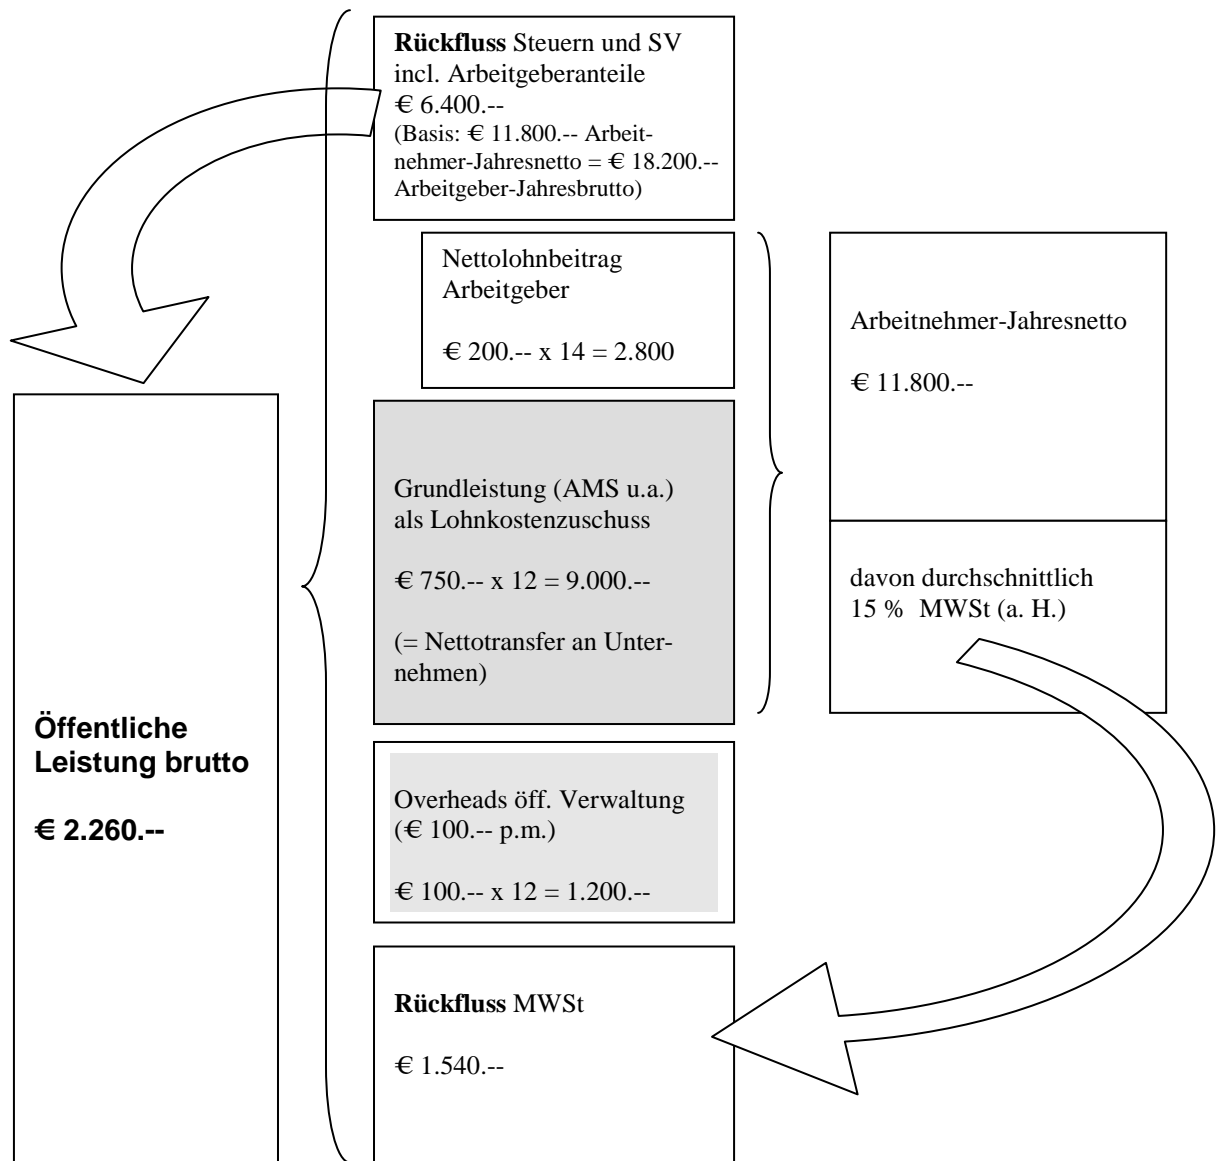 Rückfluss Steuern und SV
incl. Arbeitgeberanteile
€ 6.400.--
(Basis: € 11.800.-- Arbeit-
nehmer-Jahresnetto = € 18.200.--
Arbeitgeber-Jahresbrutto)
Nettolohnbeitrag
Arbeitgeber
€ 200.-- x 14 = 2.800
Arbeitnehmer-Jahresnetto
€ 11.800.--
Grundleistung (AMS u.a.)
als Lohnkostenzuschuss
€ 750.-- x 12 = 9.000.--
(= Nettotransfer an Unter-
nehmen)
davon durchschnittlich
15 % MWSt (a. H.)
Öffentliche
Leistung brutto
€ 2.260.--
Overheads öff. Verwaltung
(€ 100.-- p.m.)
€ 100.-- x 12 = 1.200.--
Rückfluss MWSt
€ 1.540.--